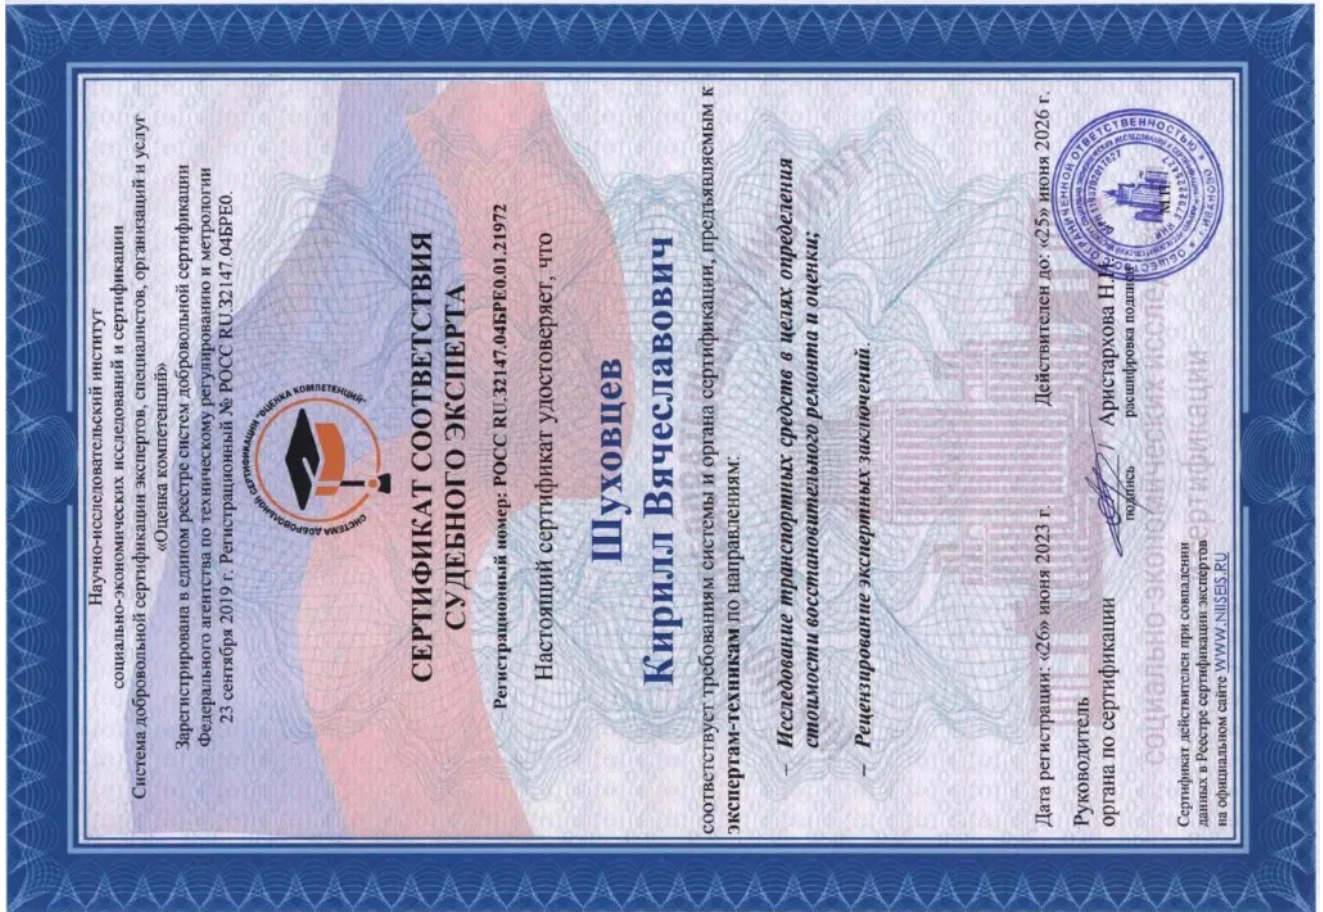 Научно-исследовательский институт
социально-экономических исследований и сертификации
Система добровольной сертификации экспертов, специалистов, организаций и услуг
«Оценка компетенций»
Зарегистрирована в едином реестре систем добровольной сертификации
Федерального агентства по техническому регулированию и метрологии
23 сентября 2019 г. Регистрационный № РОСС RU.32147.04БРЕ0.
СИСТЕМА ДОБРОВОЛЬНОЙ СЕРТИФИКАЦИИ "ОЦЕНКА КОМПЕТЕНЦИЙ"
СЕРТИФИКАТ СООТВЕТСТВИЯ
СУДЕБНОГО ЭКСПЕРТА
Регистрационный номер: РОСС RU.32147.04БРЕ0.01.21972
Настоящий сертификат удостоверяет, что
Шуховцев
Кирилл Вячеславович
соответствует требованиям системы и органа сертификации, предъявляемым к
экспертам-техникам по направлениям:
– Исследование транспортных средств в целях определения
стоимости восстановительного ремонта и оценки;
– Рецензирование экспертных заключений.
Дата регистрации: «26» июня 2023 г. Действителен до: «25» июня 2026 г.
Руководитель
органа по сертификации / Аристархова Н.Н.
подпись расшифровка подписи
М.П.
ОБЩЕСТВО С ОГРАНИЧЕННОЙ ОТВЕТСТВЕННОСТЬЮ * Г. ИВАНОВО *
Сертификат действителен при совпадении
данных в Реестре сертификации экспертов
на официальном сайте WWW.NIISEIS.RU